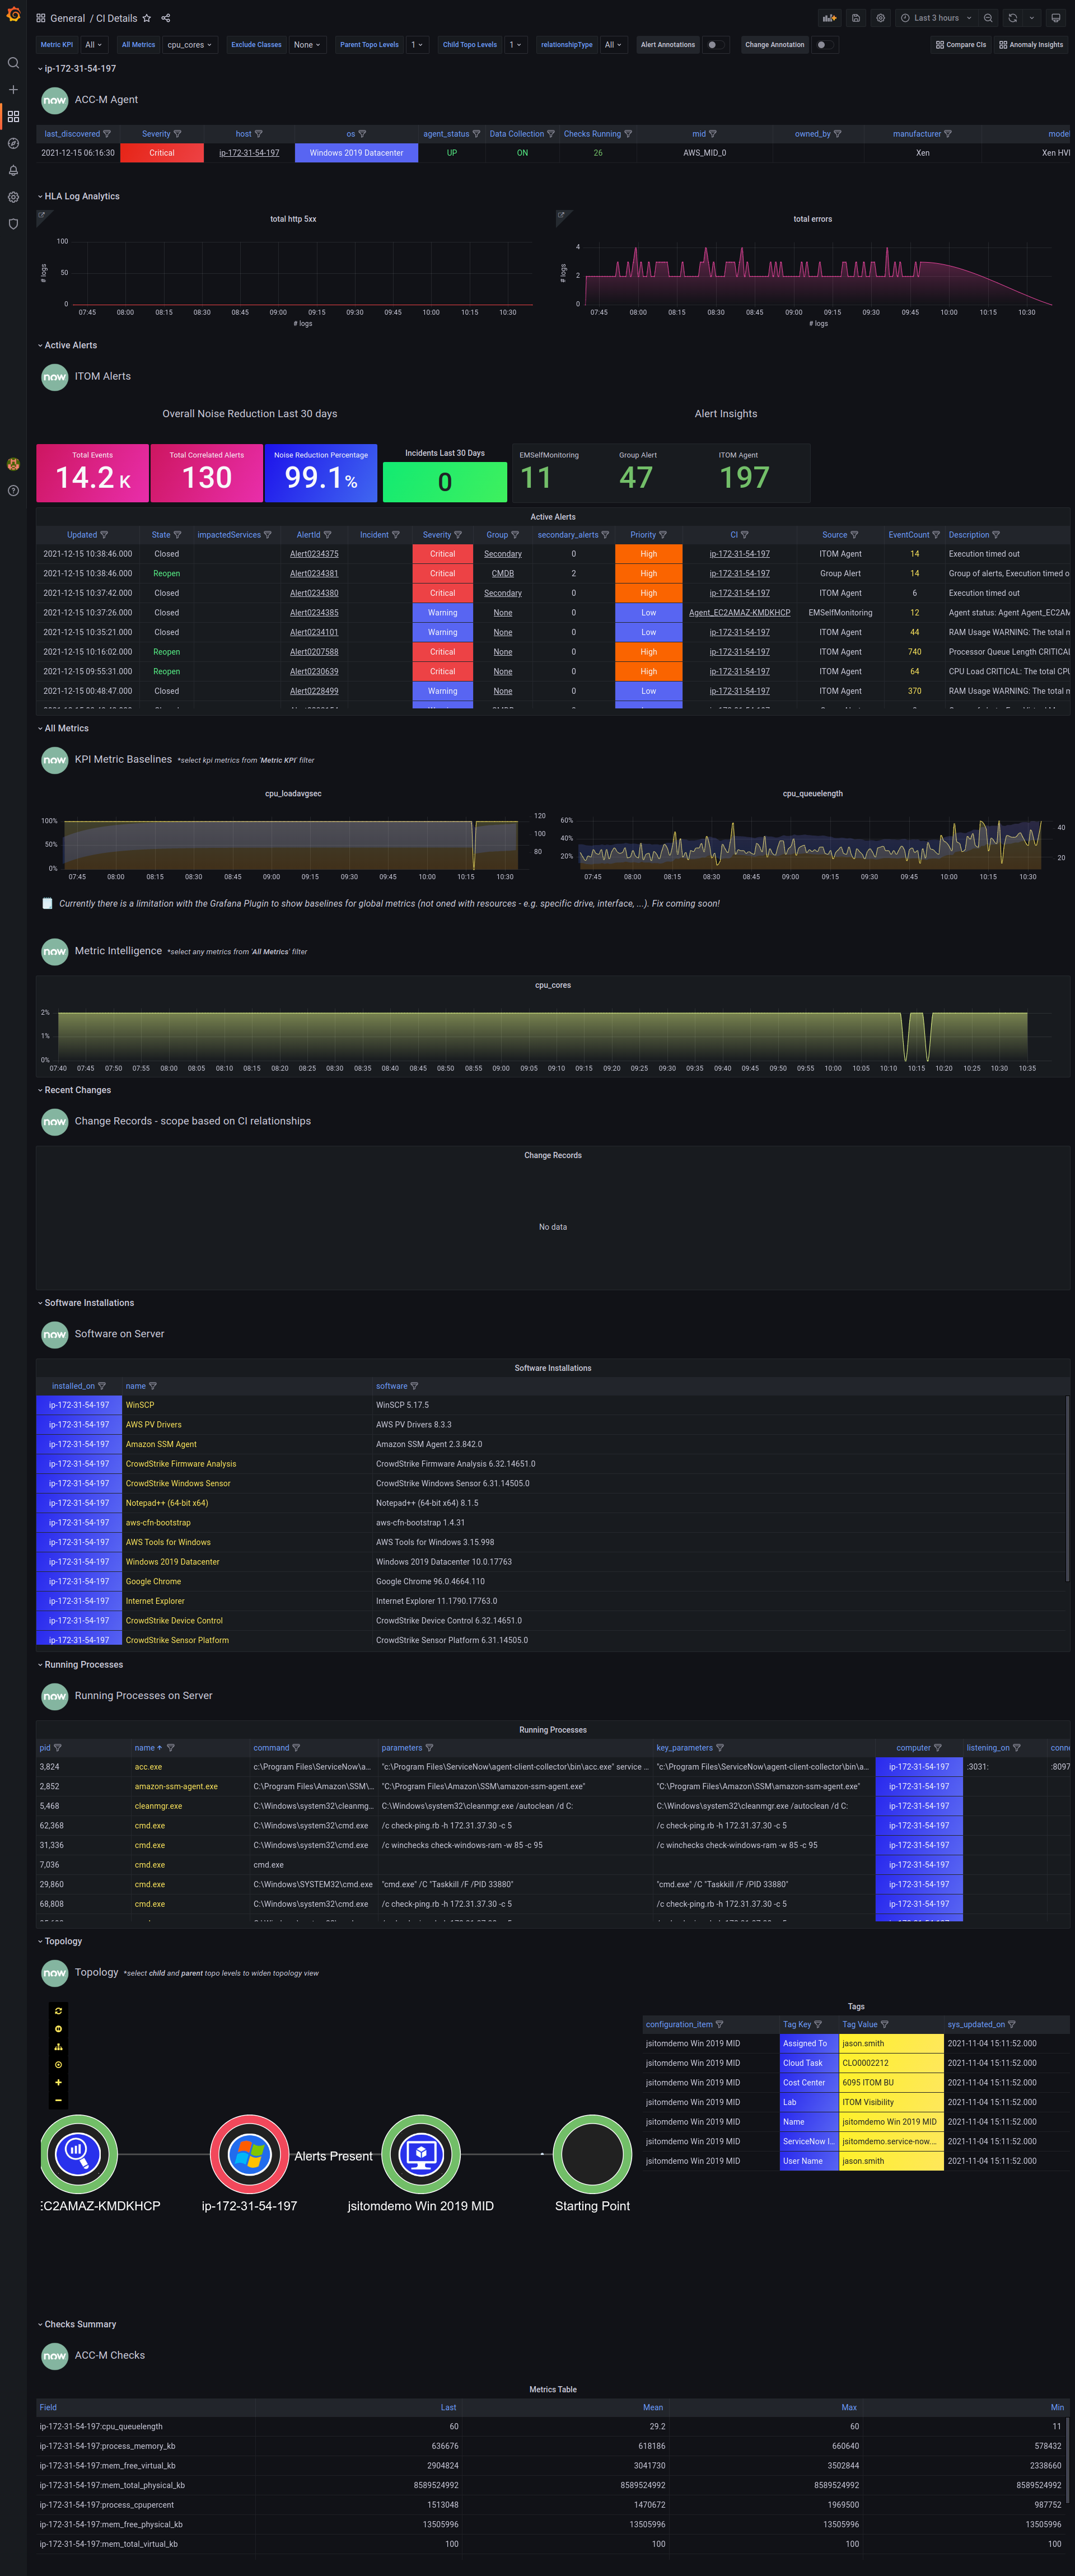 General / CI Details
Last 3 hours
Metric KPI All All Metrics cpu_cores Exclude Classes None Parent Topo Levels 1 Child Topo Levels 1 relationshipType All Alert Annotations Change Annotation Compare CIs Anomaly Insights
ip-172-31-54-197
now ACC-M Agent
last_discovered Severity host os agent_status Data Collection Checks Running mid owned_by manufacturer model
2021-12-15 06:16:30 Critical ip-172-31-54-197 Windows 2019 Datacenter UP ON 26 AWS_MID_0 Xen Xen HV
HLA Log Analytics
total http 5xx
100
50
0
# logs
07:45 08:00 08:15 08:30 08:45 09:00 09:15 09:30 09:45 10:00 10:15 10:30
# logs
total errors
4
2
0
# logs
07:45 08:00 08:15 08:30 08:45 09:00 09:15 09:30 09:45 10:00 10:15 10:30
# logs
Active Alerts
now ITOM Alerts
Overall Noise Reduction Last 30 days
Alert Insights
Total Events
14.2 K
Total Correlated Alerts
130
Noise Reduction Percentage
99.1%
Incidents Last 30 Days
0
EMSelfMonitoring
11
Group Alert
47
ITOM Agent
197
Active Alerts
Updated State impactedServices AlertId Incident Severity Group secondary_alerts Priority CI Source EventCount Description
2021-12-15 10:38:46.000 Closed Alert0234375 Critical Secondary 0 High ip-172-31-54-197 ITOM Agent 14 Execution timed out
2021-12-15 10:38:46.000 Reopen Alert0234381 Critical CMDB 2 High ip-172-31-54-197 Group Alert 14 Group of alerts, Execution timed o
2021-12-15 10:37:42.000 Closed Alert0234380 Critical Secondary 0 High ip-172-31-54-197 ITOM Agent 6 Execution timed out
2021-12-15 10:37:26.000 Closed Alert0234385 Warning None 0 Low Agent_EC2AMAZ-KMDKHCP EMSelfMonitoring 12 Agent status: Agent Agent_EC2AM
2021-12-15 10:35:21.000 Closed Alert0234101 Warning None 0 Low ip-172-31-54-197 ITOM Agent 44 RAM Usage WARNING: The total m
2021-12-15 10:16:02.000 Reopen Alert0207588 Critical None 0 High ip-172-31-54-197 ITOM Agent 740 Processor Queue Length CRITICAL
2021-12-15 09:55:31.000 Reopen Alert0230639 Critical None 0 High ip-172-31-54-197 ITOM Agent 64 CPU Load CRITICAL: The total CPU
2021-12-15 00:48:47.000 Closed Alert0228499 Warning None 0 Low ip-172-31-54-197 ITOM Agent 370 RAM Usage WARNING: The total m
All Metrics
now KPI Metric Baselines *select kpi metrics from 'Metric KPI' filter
cpu_loadavgsec
100%
50%
0%
120
100
80
07:45 08:00 08:15 08:30 08:45 09:00 09:15 09:30 09:45 10:00 10:15 10:30
cpu_queuelength
60%
40%
20%
40
20
07:45 08:00 08:15 08:30 08:45 09:00 09:15 09:30 09:45 10:00 10:15 10:30
Currently there is a limitation with the Grafana Plugin to show baselines for global metrics (not oned with resources - e.g. specific drive, interface, ...). Fix coming soon!
now Metric Intelligence *select any metrics from 'All Metrics' filter
cpu_cores
2%
1%
0%
07:40 07:45 07:50 07:55 08:00 08:05 08:10 08:15 08:20 08:25 08:30 08:35 08:40 08:45 08:50 08:55 09:00 09:05 09:10 09:15 09:20 09:25 09:30 09:35 09:40 09:45 09:50 09:55 10:00 10:05 10:10 10:15 10:20 10:25 10:30 10:35
Recent Changes
now Change Records - scope based on CI relationships
Change Records
No data
Software Installations
now Software on Server
Software Installations
installed_on name software
ip-172-31-54-197 WinSCP WinSCP 5.17.5
ip-172-31-54-197 AWS PV Drivers AWS PV Drivers 8.3.3
ip-172-31-54-197 Amazon SSM Agent Amazon SSM Agent 2.3.842.0
ip-172-31-54-197 CrowdStrike Firmware Analysis CrowdStrike Firmware Analysis 6.32.14651.0
ip-172-31-54-197 CrowdStrike Windows Sensor CrowdStrike Windows Sensor 6.31.14505.0
ip-172-31-54-197 Notepad++ (64-bit x64) Notepad++ (64-bit x64) 8.1.5
ip-172-31-54-197 aws-cfn-bootstrap aws-cfn-bootstrap 1.4.31
ip-172-31-54-197 AWS Tools for Windows AWS Tools for Windows 3.15.998
ip-172-31-54-197 Windows 2019 Datacenter Windows 2019 Datacenter 10.0.17763
ip-172-31-54-197 Google Chrome Google Chrome 96.0.4664.110
ip-172-31-54-197 Internet Explorer Internet Explorer 11.1790.17763.0
ip-172-31-54-197 CrowdStrike Device Control CrowdStrike Device Control 6.32.14651.0
ip-172-31-54-197 CrowdStrike Sensor Platform CrowdStrike Sensor Platform 6.31.14505.0
Running Processes
now Running Processes on Server
Running Processes
pid name command parameters key_parameters computer listening_on conne
3,824 acc.exe c:\Program Files\ServiceNow\a... "c:\Program Files\ServiceNow\agent-client-collector\bin\acc.exe" service ... "c:\Program Files\ServiceNow\agent-client-collector\bin\a... ip-172-31-54-197 :3031: :8097
2,852 amazon-ssm-agent.exe C:\Program Files\Amazon\SSM\... "C:\Program Files\Amazon\SSM\amazon-ssm-agent.exe" "C:\Program Files\Amazon\SSM\amazon-ssm-agent.exe" ip-172-31-54-197
5,468 cleanmgr.exe C:\Windows\system32\cleanmg... C:\Windows\system32\cleanmgr.exe /autoclean /d C: C:\Windows\system32\cleanmgr.exe /autoclean /d C: ip-172-31-54-197
62,368 cmd.exe C:\Windows\system32\cmd.exe /c check-ping.rb -h 172.31.37.30 -c 5 /c check-ping.rb -h 172.31.37.30 -c 5 ip-172-31-54-197
31,336 cmd.exe C:\Windows\system32\cmd.exe /c winchecks check-windows-ram -w 85 -c 95 /c winchecks check-windows-ram -w 85 -c 95 ip-172-31-54-197
7,036 cmd.exe cmd.exe ip-172-31-54-197
29,860 cmd.exe C:\Windows\SYSTEM32\cmd.exe "cmd.exe" /C "Taskkill /F /PID 33880" "cmd.exe" /C "Taskkill /F /PID 33880" ip-172-31-54-197
68,808 cmd.exe C:\Windows\system32\cmd.exe /c check-ping.rb -h 172.31.37.30 -c 5 /c check-ping.rb -h 172.31.37.30 -c 5 ip-172-31-54-197
Topology
now Topology *select child and parent topo levels to widen topology view
Alerts Present
EC2AMAZ-KMDKHCP ip-172-31-54-197 jsitomdemo Win 2019 MID Starting Point
Tags
configuration_item Tag Key Tag Value sys_updated_on
jsitomdemo Win 2019 MID Assigned To jason.smith 2021-11-04 15:11:52.000
jsitomdemo Win 2019 MID Cloud Task CLO0002212 2021-11-04 15:11:52.000
jsitomdemo Win 2019 MID Cost Center 6095 ITOM BU 2021-11-04 15:11:52.000
jsitomdemo Win 2019 MID Lab ITOM Visibility 2021-11-04 15:11:52.000
jsitomdemo Win 2019 MID Name jsitomdemo Win 2019 MID 2021-11-04 15:11:52.000
jsitomdemo Win 2019 MID ServiceNow I... jsitomdemo.service-now.... 2021-11-04 15:11:52.000
jsitomdemo Win 2019 MID User Name jason.smith 2021-11-04 15:11:52.000
Checks Summary
now ACC-M Checks
Metrics Table
Field Last Mean Max Min
ip-172-31-54-197:cpu_queuelength 60 29.2 60 11
ip-172-31-54-197:process_memory_kb 636676 618186 660640 578432
ip-172-31-54-197:mem_free_virtual_kb 2904824 3041730 3502844 2338660
ip-172-31-54-197:mem_total_physical_kb 8589524992 8589524992 8589524992 8589524992
ip-172-31-54-197:process_cpupercent 1513048 1470672 1969500 987752
ip-172-31-54-197:mem_free_physical_kb 13505996 13505996 13505996 13505996
ip-172-31-54-197:mem_total_virtual_kb 100 100 100 100